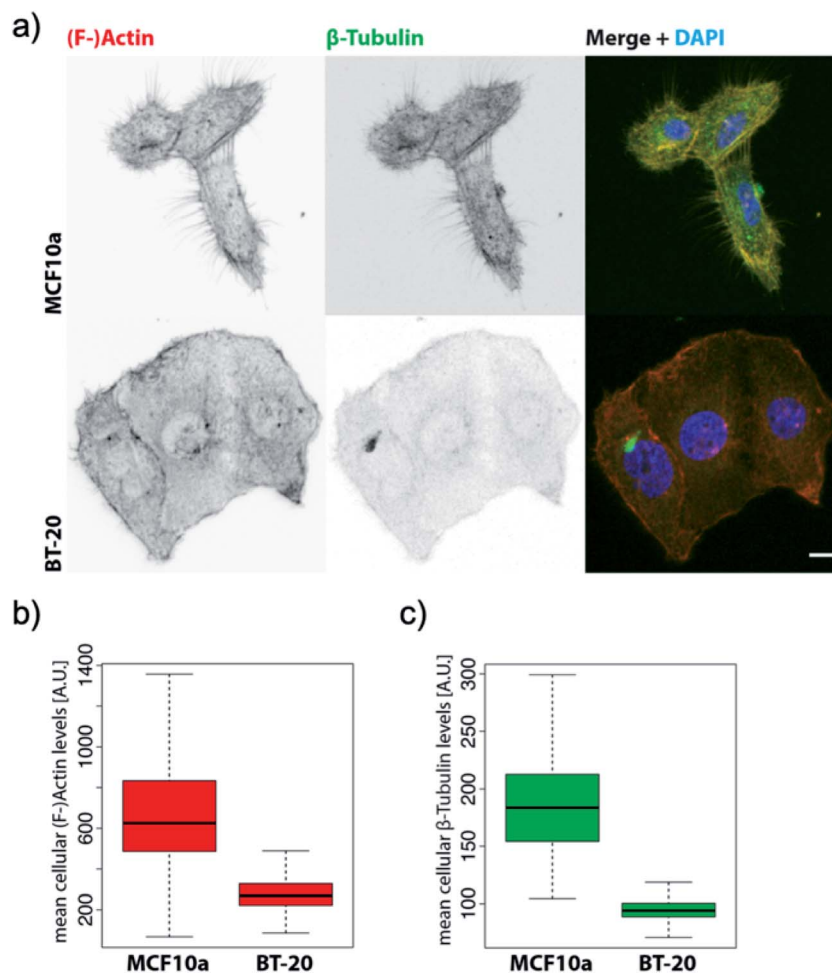 a)
(F-)Actin
β-Tubulin
Merge + DAPI
MCF10a
BT-20
b)
mean cellular (F-)Actin levels [A.U.]
1400
1000
600
200
MCF10a
BT-20
c)
mean cellular β-Tubulin levels [A.U.]
300
250
200
150
100
MCF10a
BT-20